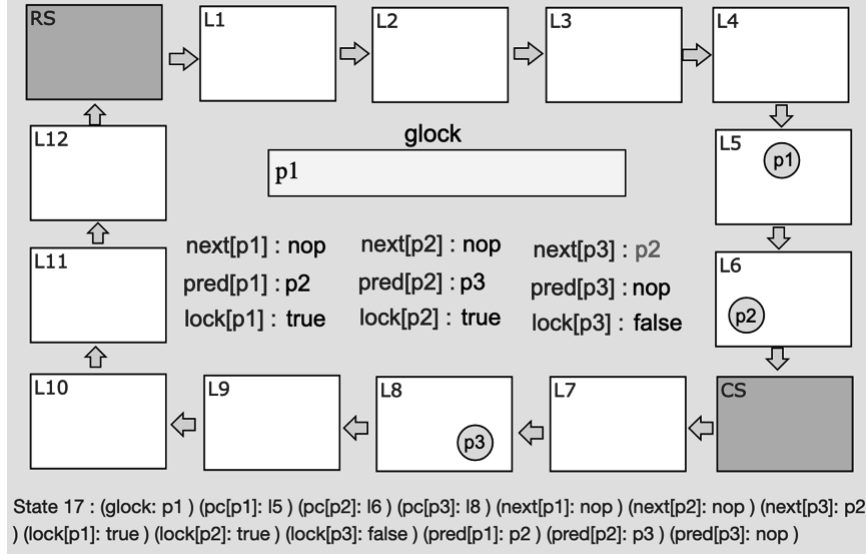 RS
L1
L2
L3
L4
L12
glock
L5
p1
p1
next[p1] : nop
next[p2] : nop
next[p3] : p2
L11
L6
pred[p1] : p2
pred[p2] : p3
pred[p3] : nop
p2
lock[p1] : true
lock[p2] : true
lock[p3] : false
L10
L9
L8
L7
CS
p3
State 17 : (glock: p1 ) (pc[p1]: l5 ) (pc[p2]: l6 ) (pc[p3]: l8 ) (next[p1]: nop ) (next[p2]: nop ) (next[p3]: p2
) (lock[p1]: true ) (lock[p2]: true ) (lock[p3]: false ) (pred[p1]: p2 ) (pred[p2]: p3 ) (pred[p3]: nop )